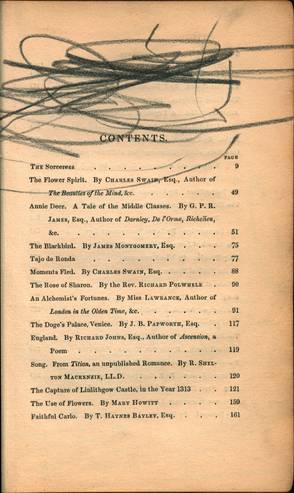 CONTENTS.
PAGE
The Sorceress . . . . . . . 9
The Flower Spirit. By Charles Swain, Esq., Author of
The Beauties of the Mind, &c. . . . . . 49
Annie Deer. A Tale of the Middle Classes. By G. P. R.
James, Esq., Author of Darnley, De l'Orme, Richelieu,
&c. . . . . . . . 51
The Blackbird. By James Montgomery, Esq. . . . 75
Tajo de Ronda . . . . . . . 77
Moments Fled. By Charles Swain, Esq. . . . . 88
The Rose of Sharon. By the Rev. Richard Polwhele . 90
An Alchemist's Fortunes. By Miss Lawrance, Author of
London in the Olden Time, &c. . . . . . 91
The Doge's Palace, Venice. By J. B. Papworth, Esq. . 117
England. By Richard Johns, Esq., Author of Ascension, a
Poem . . . . . . . 119
Song. From Titian, an unpublished Romance. By R. Shel-
ton Mackenzie, LL.D. . . . . . . 120
The Capture of Linlithgow Castle, in the Year 1313 . . 121
The Use of Flowers. By Mary Howitt . . . . 159
Faithful Carlo. By T. Haynes Bayley, Esq. . . . 161